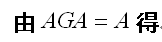 由 AGA = A 得.